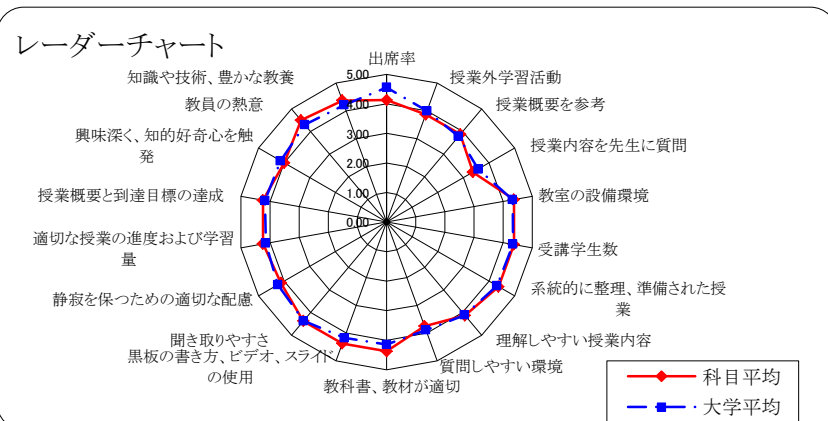 レーダーチャート
出席率
授業外学習活動
授業概要を参考
授業内容を先生に質問
教室の設備環境
受講学生数
系統的に整理、準備された授
業
理解しやすい授業内容
質問しやすい環境
教科書、教材が適切
黒板の書き方、ビデオ、スライド
の使用
聞き取りやすさ
静寂を保つための適切な配慮
適切な授業の進度および学習
量
授業概要と到達目標の達成
興味深く、知的好奇心を触
発
教員の熱意
知識や技術、豊かな教養
5.00
4.00
3.00
2.00
1.00
0.00
科目平均
大学平均